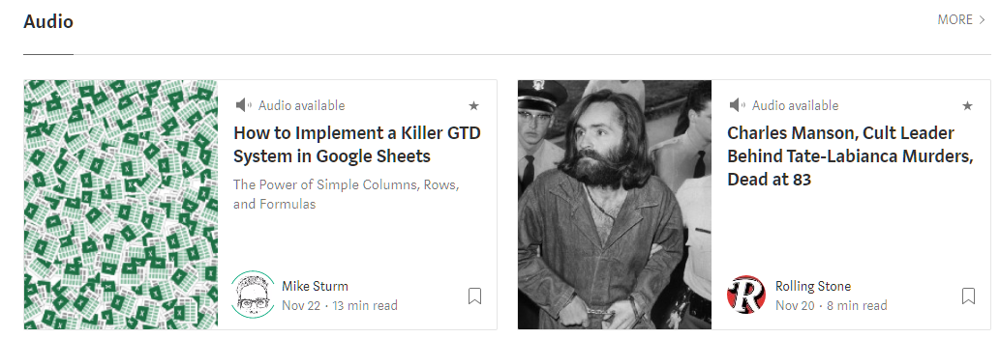 Audio
MORE
Audio available
How to Implement a Killer GTD
System in Google Sheets
The Power of Simple Columns, Rows,
and Formulas
Mike Sturm
Nov 22 · 13 min read
Audio available
Charles Manson, Cult Leader
Behind Tate-Labianca Murders,
Dead at 83
R
Rolling Stone
Nov 20 · 8 min read